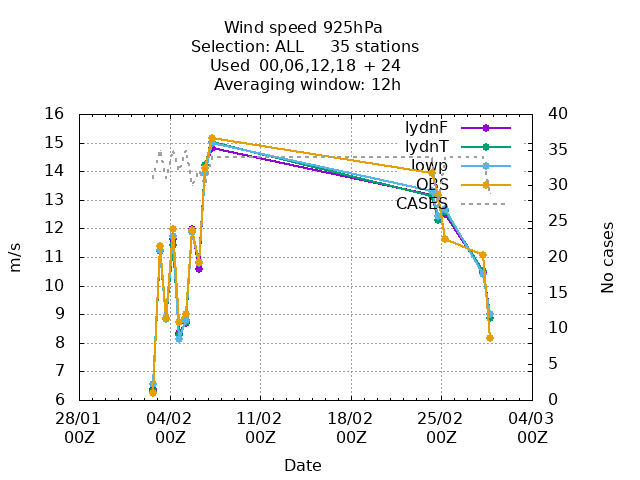 Wind speed 925hPa
Selection: ALL 35 stations
Used 00,06,12,18 + 24
Averaging window: 12h
16 40
15 35
14 30
13 25
12 20
11 15
10 10
9 5
8 0
7
6
lydnF
lydnT
lowp
OBS
CASES
m/s
No cases
28/01 04/02 11/02 18/02 25/02 04/03
00Z 00Z 00Z 00Z 00Z 00Z
Date